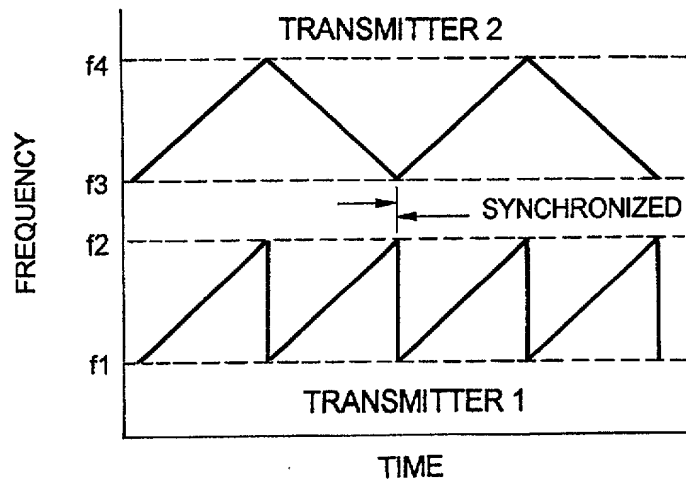 TRANSMITTER 2
f4
f3
SYNCHRONIZED
f2
f1
TRANSMITTER 1
FREQUENCY
TIME